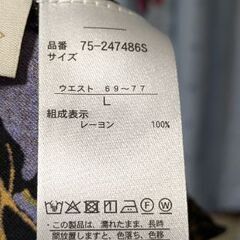 品番 75-247486S
サイズ
ウエスト 69~77
L
組成表示
レーヨン 100%
・この製品は、濡れたまま、長時
間放置しますと、色落ち、色移